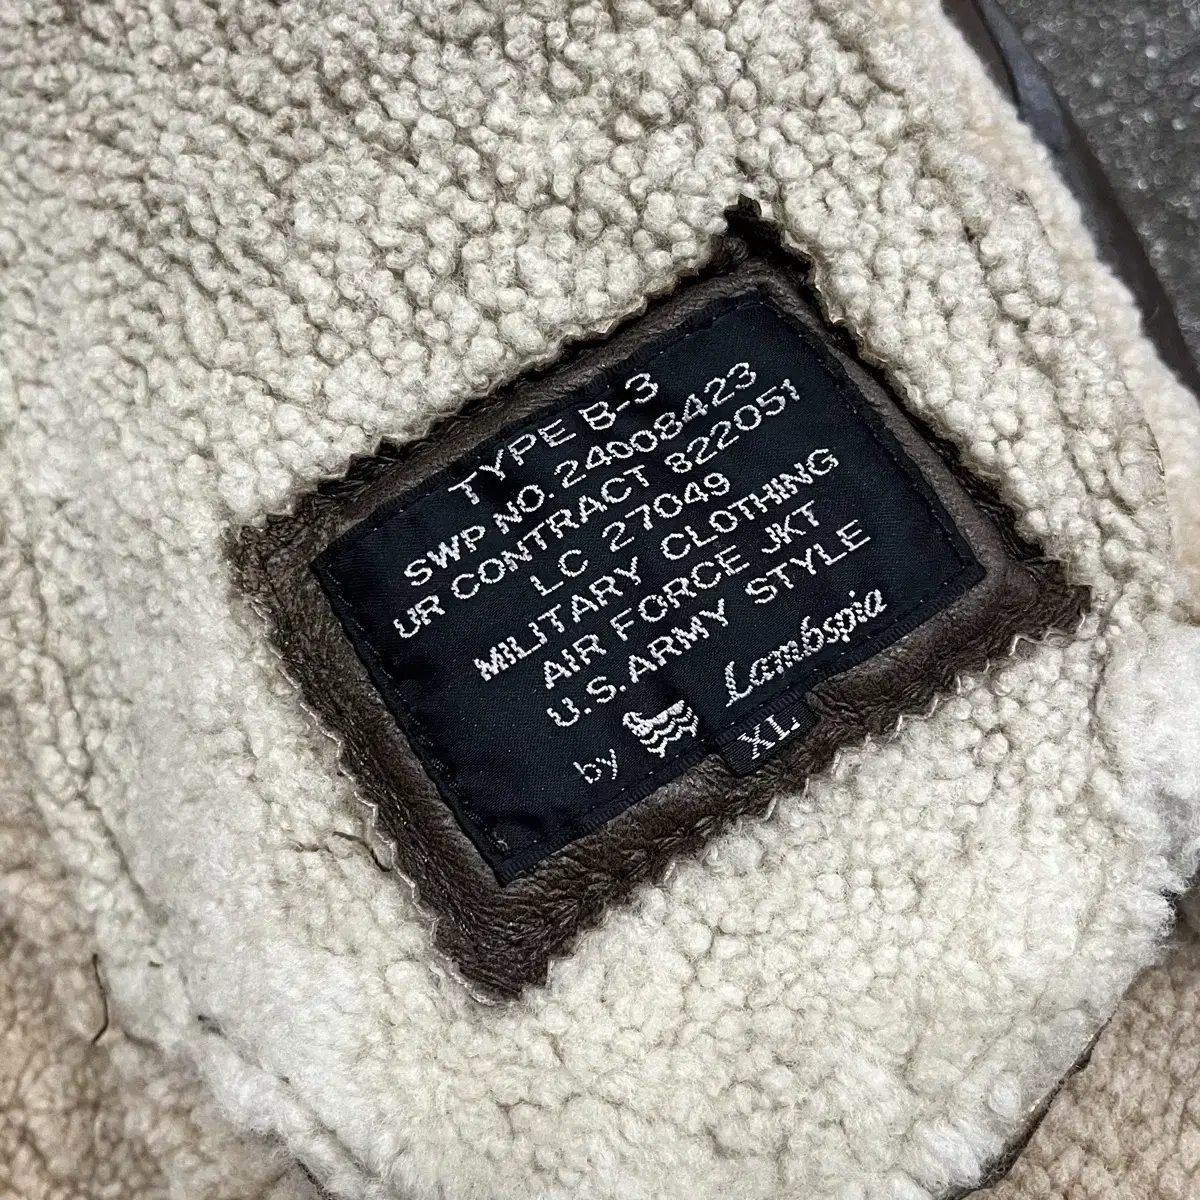 TYPE B-3
SWP NO. 24008423
UR CONTRACT 822051
LC 27049
MILITARY CLOTHING
AIR FORCE JKT
U.S. ARMY STYLE
by Lambspia
XL